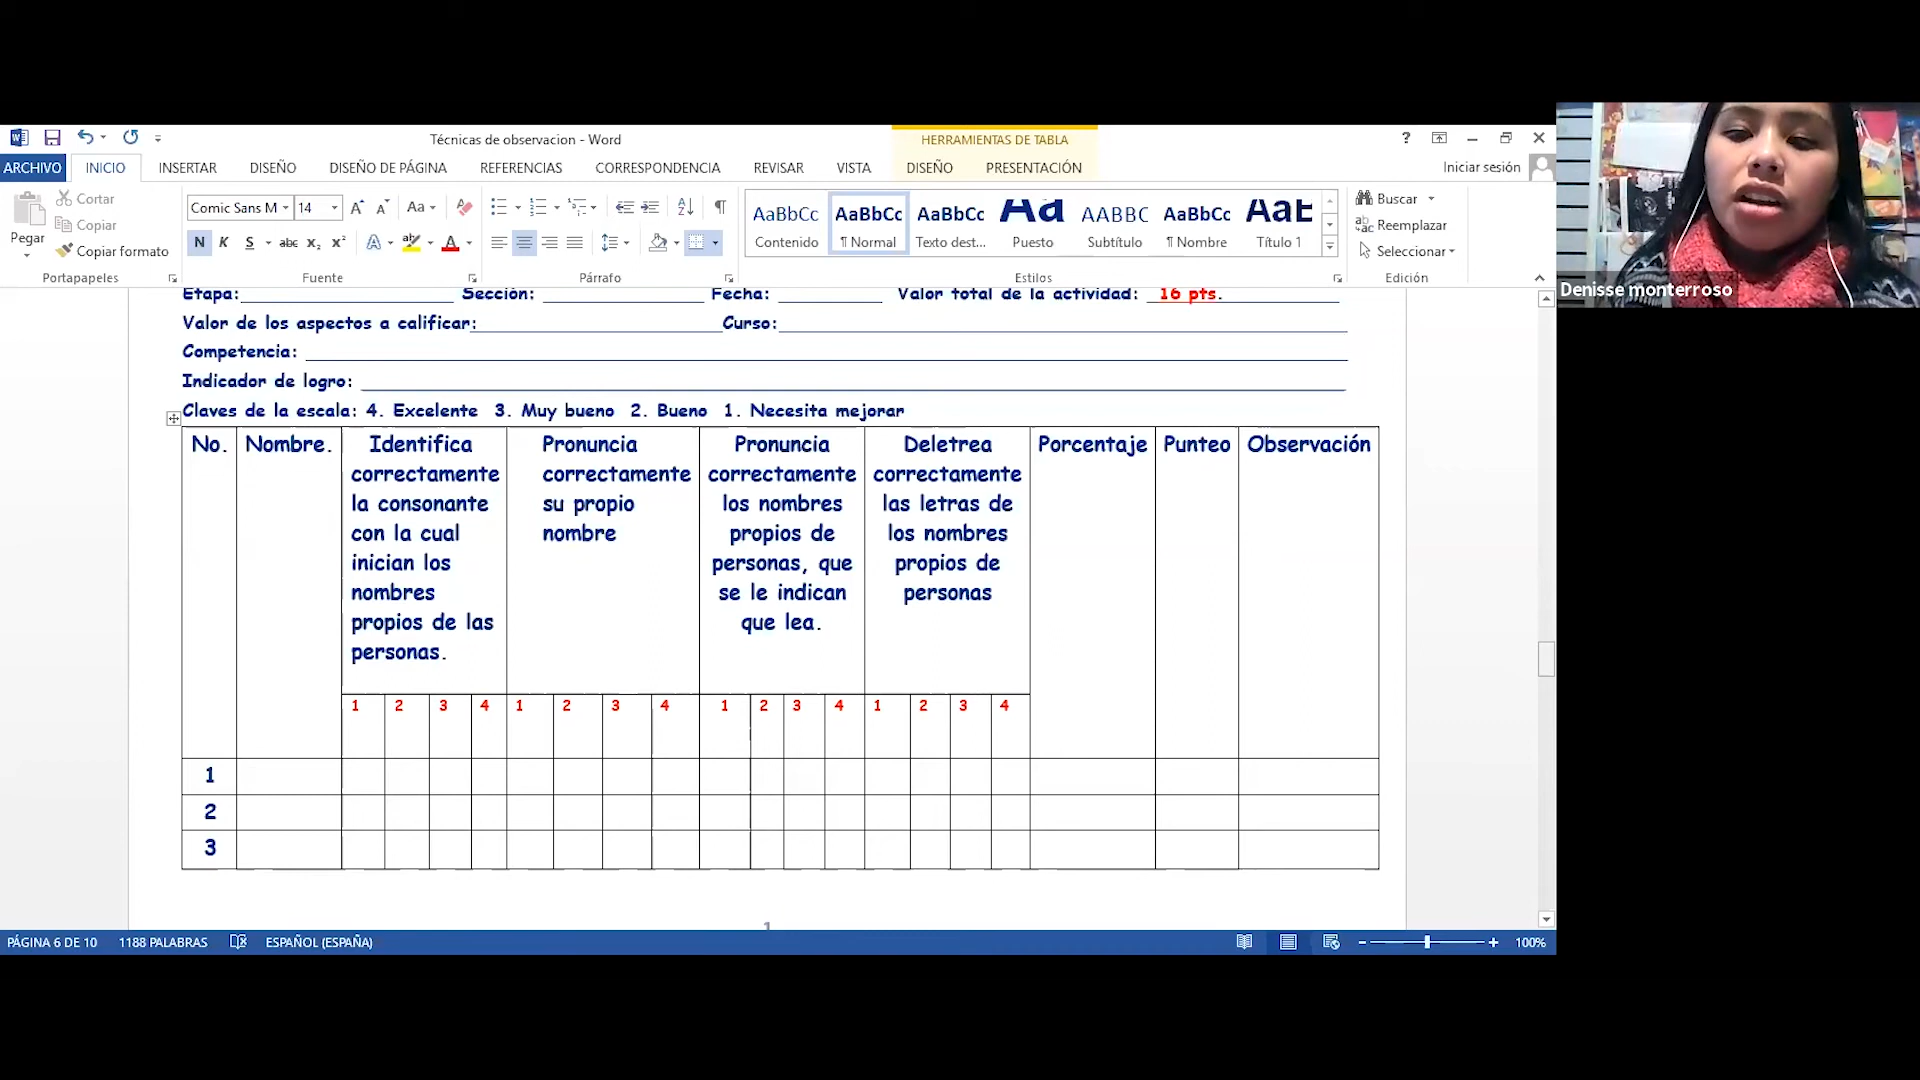 Técnicas de observacion - Word
HERRAMIENTAS DE TABLA
?
ARCHIVO INICIO INSERTAR DISEÑO DISEÑO DE PÁGINA REFERENCIAS CORRESPONDENCIA REVISAR VISTA DISEÑO PRESENTACIÓN Iniciar sesión
Pegar
Cortar
Copiar
Copiar formato
Portapapeles
Comic Sans M 14
N K S abc x₂ x²
Fuente
Párrafo
AaBbCc AaBbCc AaBbCc Aa AABBC AaBbCc AaB
Contenido ¶ Normal Texto dest... Puesto Subtítulo ¶ Nombre Título 1
Estilos
Buscar
Reemplazar
Seleccionar
Edición
Denisse monterroso
Etapa: Sección: Fecha: Valor total de la actividad: 16 pts.
Valor de los aspectos a calificar: Curso:
Competencia:
Indicador de logro:
Claves de la escala: 4. Excelente 3. Muy bueno 2. Bueno 1. Necesita mejorar
No.
Nombre.
Identifica
correctamente
la consonante
con la cual
inician los
nombres
propios de las
personas.
Pronuncia
correctamente
su propio
nombre
Pronuncia
correctamente
los nombres
propios de
personas, que
se le indican
que lea.
Deletrea
correctamente
las letras de
los nombres
propios de
personas
Porcentaje
Punteo
Observación
1 2 3 4 1 2 3 4 1 2 3 4 1 2 3 4
1
2
3
PÁGINA 6 DE 10 1188 PALABRAS ESPAÑOL (ESPAÑA) 100%